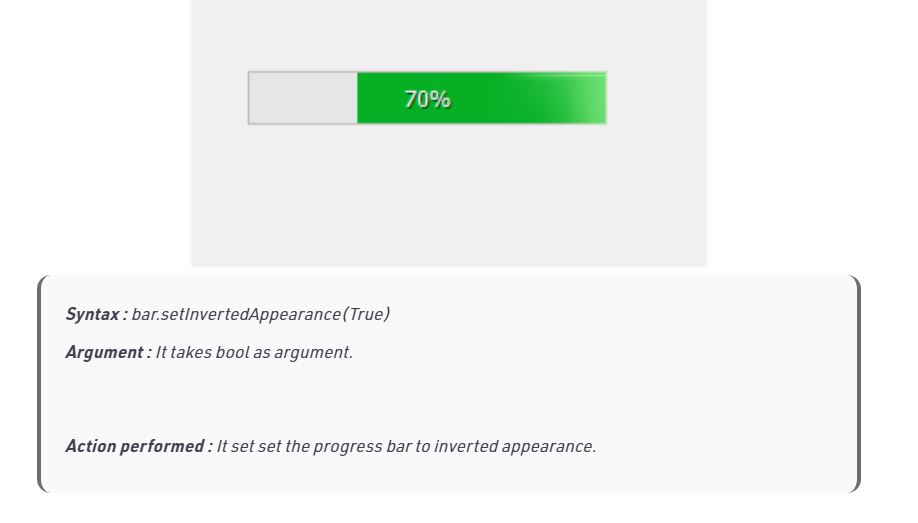 70%
Syntax : bar.setInvertedAppearance(True)
Argument : It takes bool as argument.
Action performed : It set set the progress bar to inverted appearance.